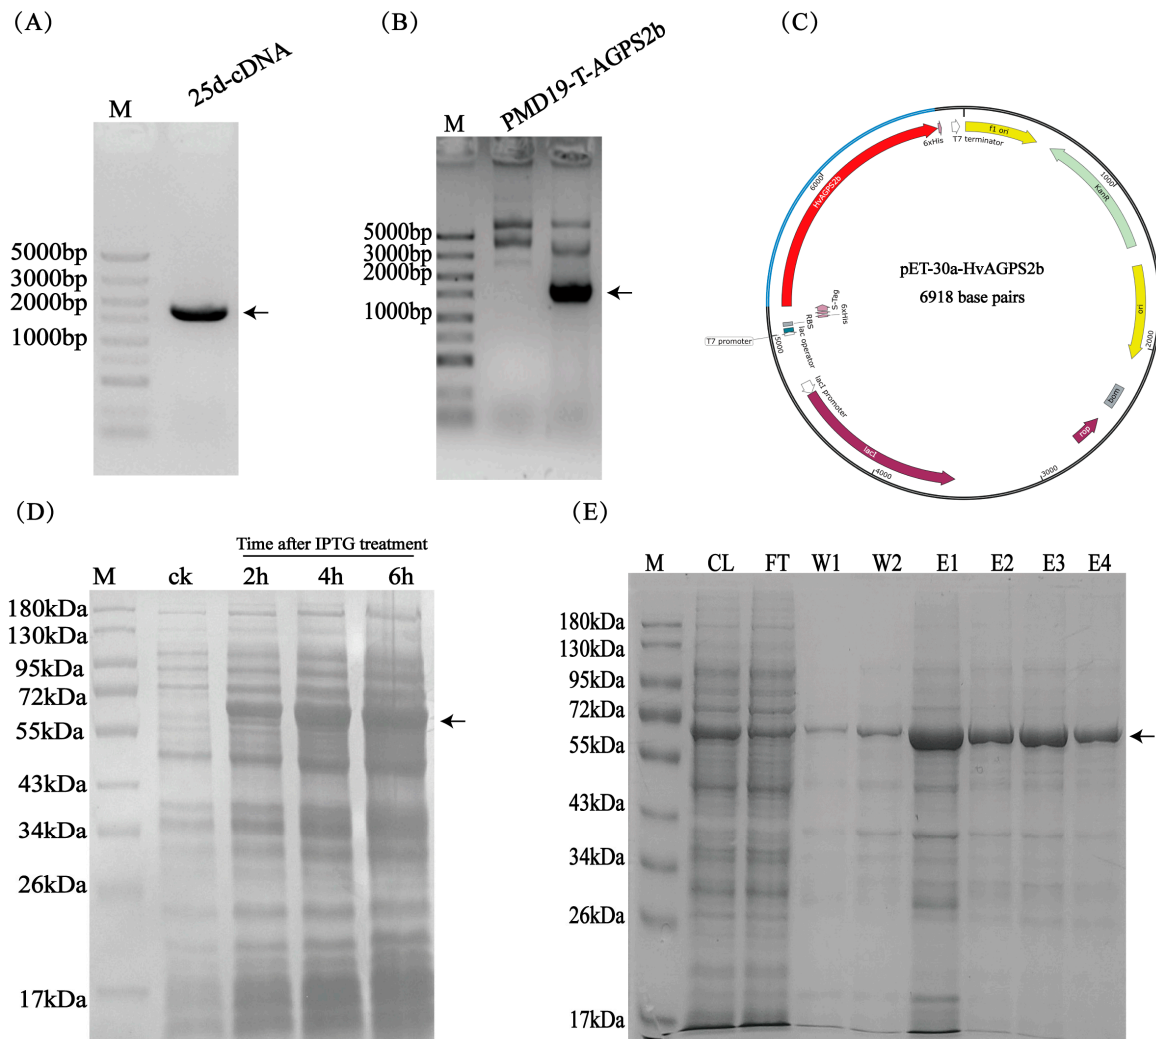 (A)
M
25d-cDNA
5000bp
3000bp
2000bp
1000bp
(B)
M
PMD19-T-AGPS2b
5000bp
3000bp
2000bp
1000bp
(C)
6xHis
T7 terminator
f1 ori
1000
KanR
ori
2000
bom
rop
3000
4000
lacI
lacI promoter
lac operator
RBS
T7 promoter
5000
S-Tag
6xHis
HvAGPS2b
6000
pET-30a-HvAGPS2b
6918 base pairs
(D)
Time after IPTG treatment
M ck 2h 4h 6h
180kDa
130kDa
95kDa
72kDa
55kDa
43kDa
34kDa
26kDa
17kDa
(E)
M CL FT W1 W2 E1 E2 E3 E4
180kDa
130kDa
95kDa
72kDa
55kDa
43kDa
34kDa
26kDa
17kDa